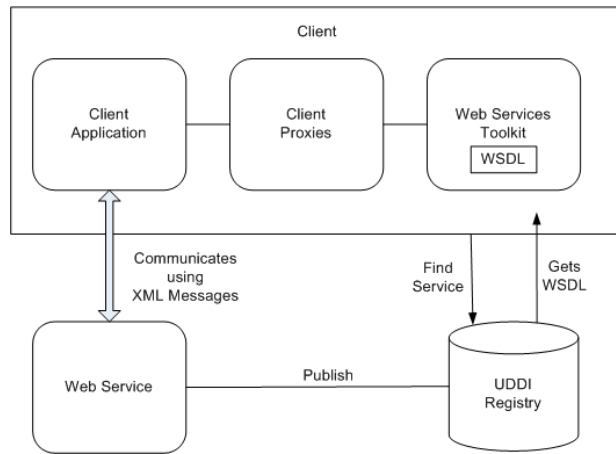 Client
Client
Application
Client
Proxies
Web Services
Toolkit
WSDL
Communicates
using
XML Messages
Find
Service
Gets
WSDL
Web Service
Publish
UDDI
Registry